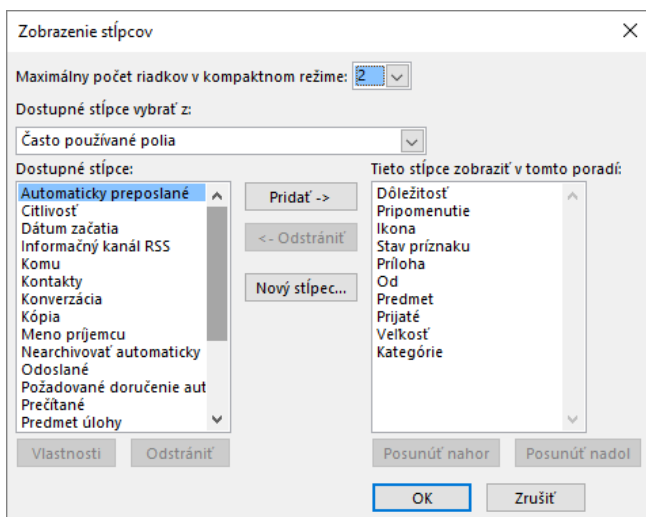 Zobrazenie stĺpcov
Maximálny počet riadkov v kompaktnom režime: 2
Dostupné stĺpce vybrať z:
Často používané polia
Dostupné stĺpce:
Automaticky preposlané
Citlivosť
Dátum začatia
Informačný kanál RSS
Komu
Kontakty
Konverzácia
Kópia
Meno príjemcu
Nearchivovať automaticky
Odoslané
Požadované doručenie aut
Prečítané
Predmet úlohy
Pridať ->
<- Odstrániť
Nový stĺpec...
Tieto stĺpce zobraziť v tomto poradí:
Dôležitosť
Pripomenutie
Ikona
Stav príznaku
Príloha
Od
Predmet
Prijaté
Veľkosť
Kategórie
Vlastnosti
Odstrániť
Posunúť nahor
Posunúť nadol
OK
Zrušiť